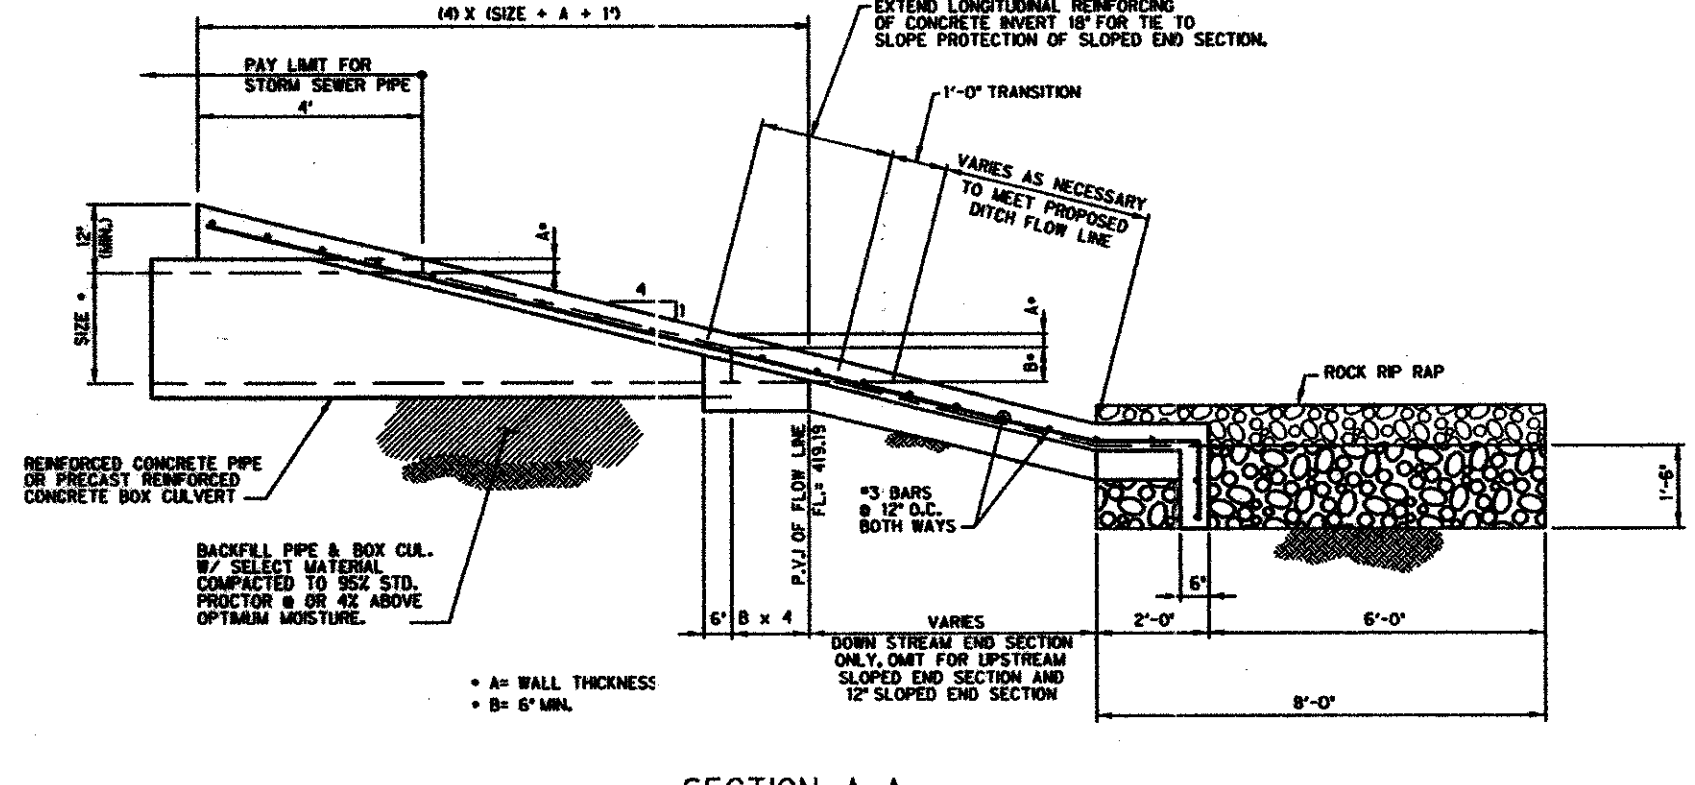 (4) X (SIZE + A + 1')
EXTEND LONGITUDINAL REINFORCING
OF CONCRETE INVERT 18" FOR TIE TO
SLOPE PROTECTION OF SLOPED END SECTION.
PAY LIMIT FOR
STORM SEWER PIPE
4'
1'-0" TRANSITION
VARIES AS NECESSARY
TO MEET PROPOSED
DITCH FLOW LINE
12"
(MIN.)
A*
SIZE *
4
1
A*
B*
ROCK RIP RAP
REINFORCED CONCRETE PIPE
OR PRECAST REINFORCED
CONCRETE BOX CULVERT
P.V.I OF FLOW LINE
FL.= 419.19
#3 BARS
@ 12" O.C.
BOTH WAYS
1'-6"
BACKFILL PIPE & BOX CUL.
W/ SELECT MATERIAL
COMPACTED TO 95% STD.
PROCTOR @ OR 4% ABOVE
OPTIMUM MOISTURE.
6"
6" B x 4
VARIES
2'-0"
6'-0"
DOWN STREAM END SECTION
ONLY. OMIT FOR UPSTREAM
SLOPED END SECTION AND
12" SLOPED END SECTION
* A= WALL THICKNESS
* B= 6" MIN.
8'-0"
SECTION A-A